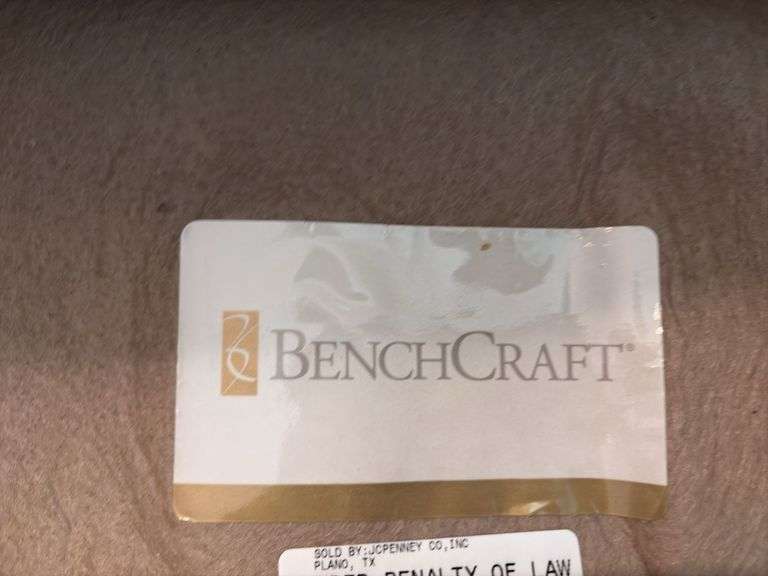 BENCHCRAFT®
SOLD BY:JCPENNEY CO,INC
PLANO, TX
PENALTY OF LAW